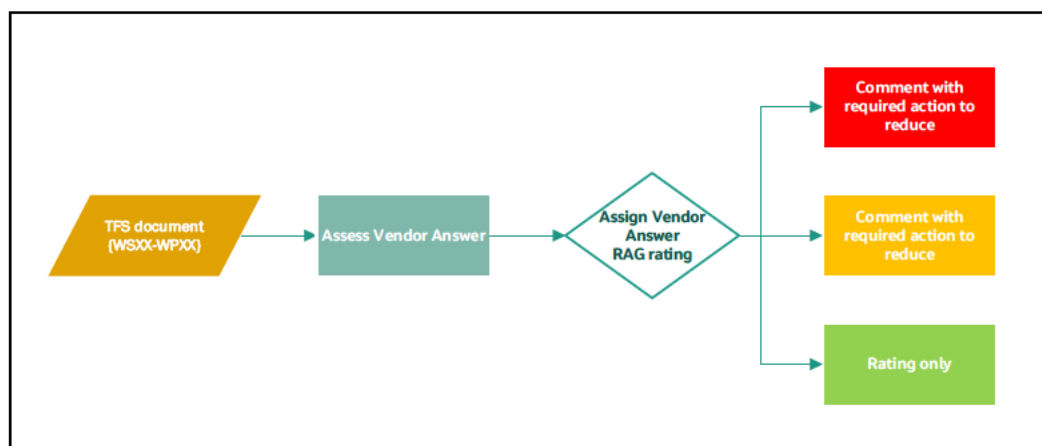 TFS document
{WSXX-WPXX}
Assess Vendor Answer
Assign Vendor
Answer
RAG rating
Comment with
required action to
reduce
Comment with
required action to
reduce
Rating only